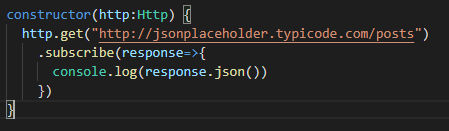 constructor(http:Http) {
  http.get("http://jsonplaceholder.typicode.com/posts")
    .subscribe(response=>{
      console.log(response.json())
    })
}